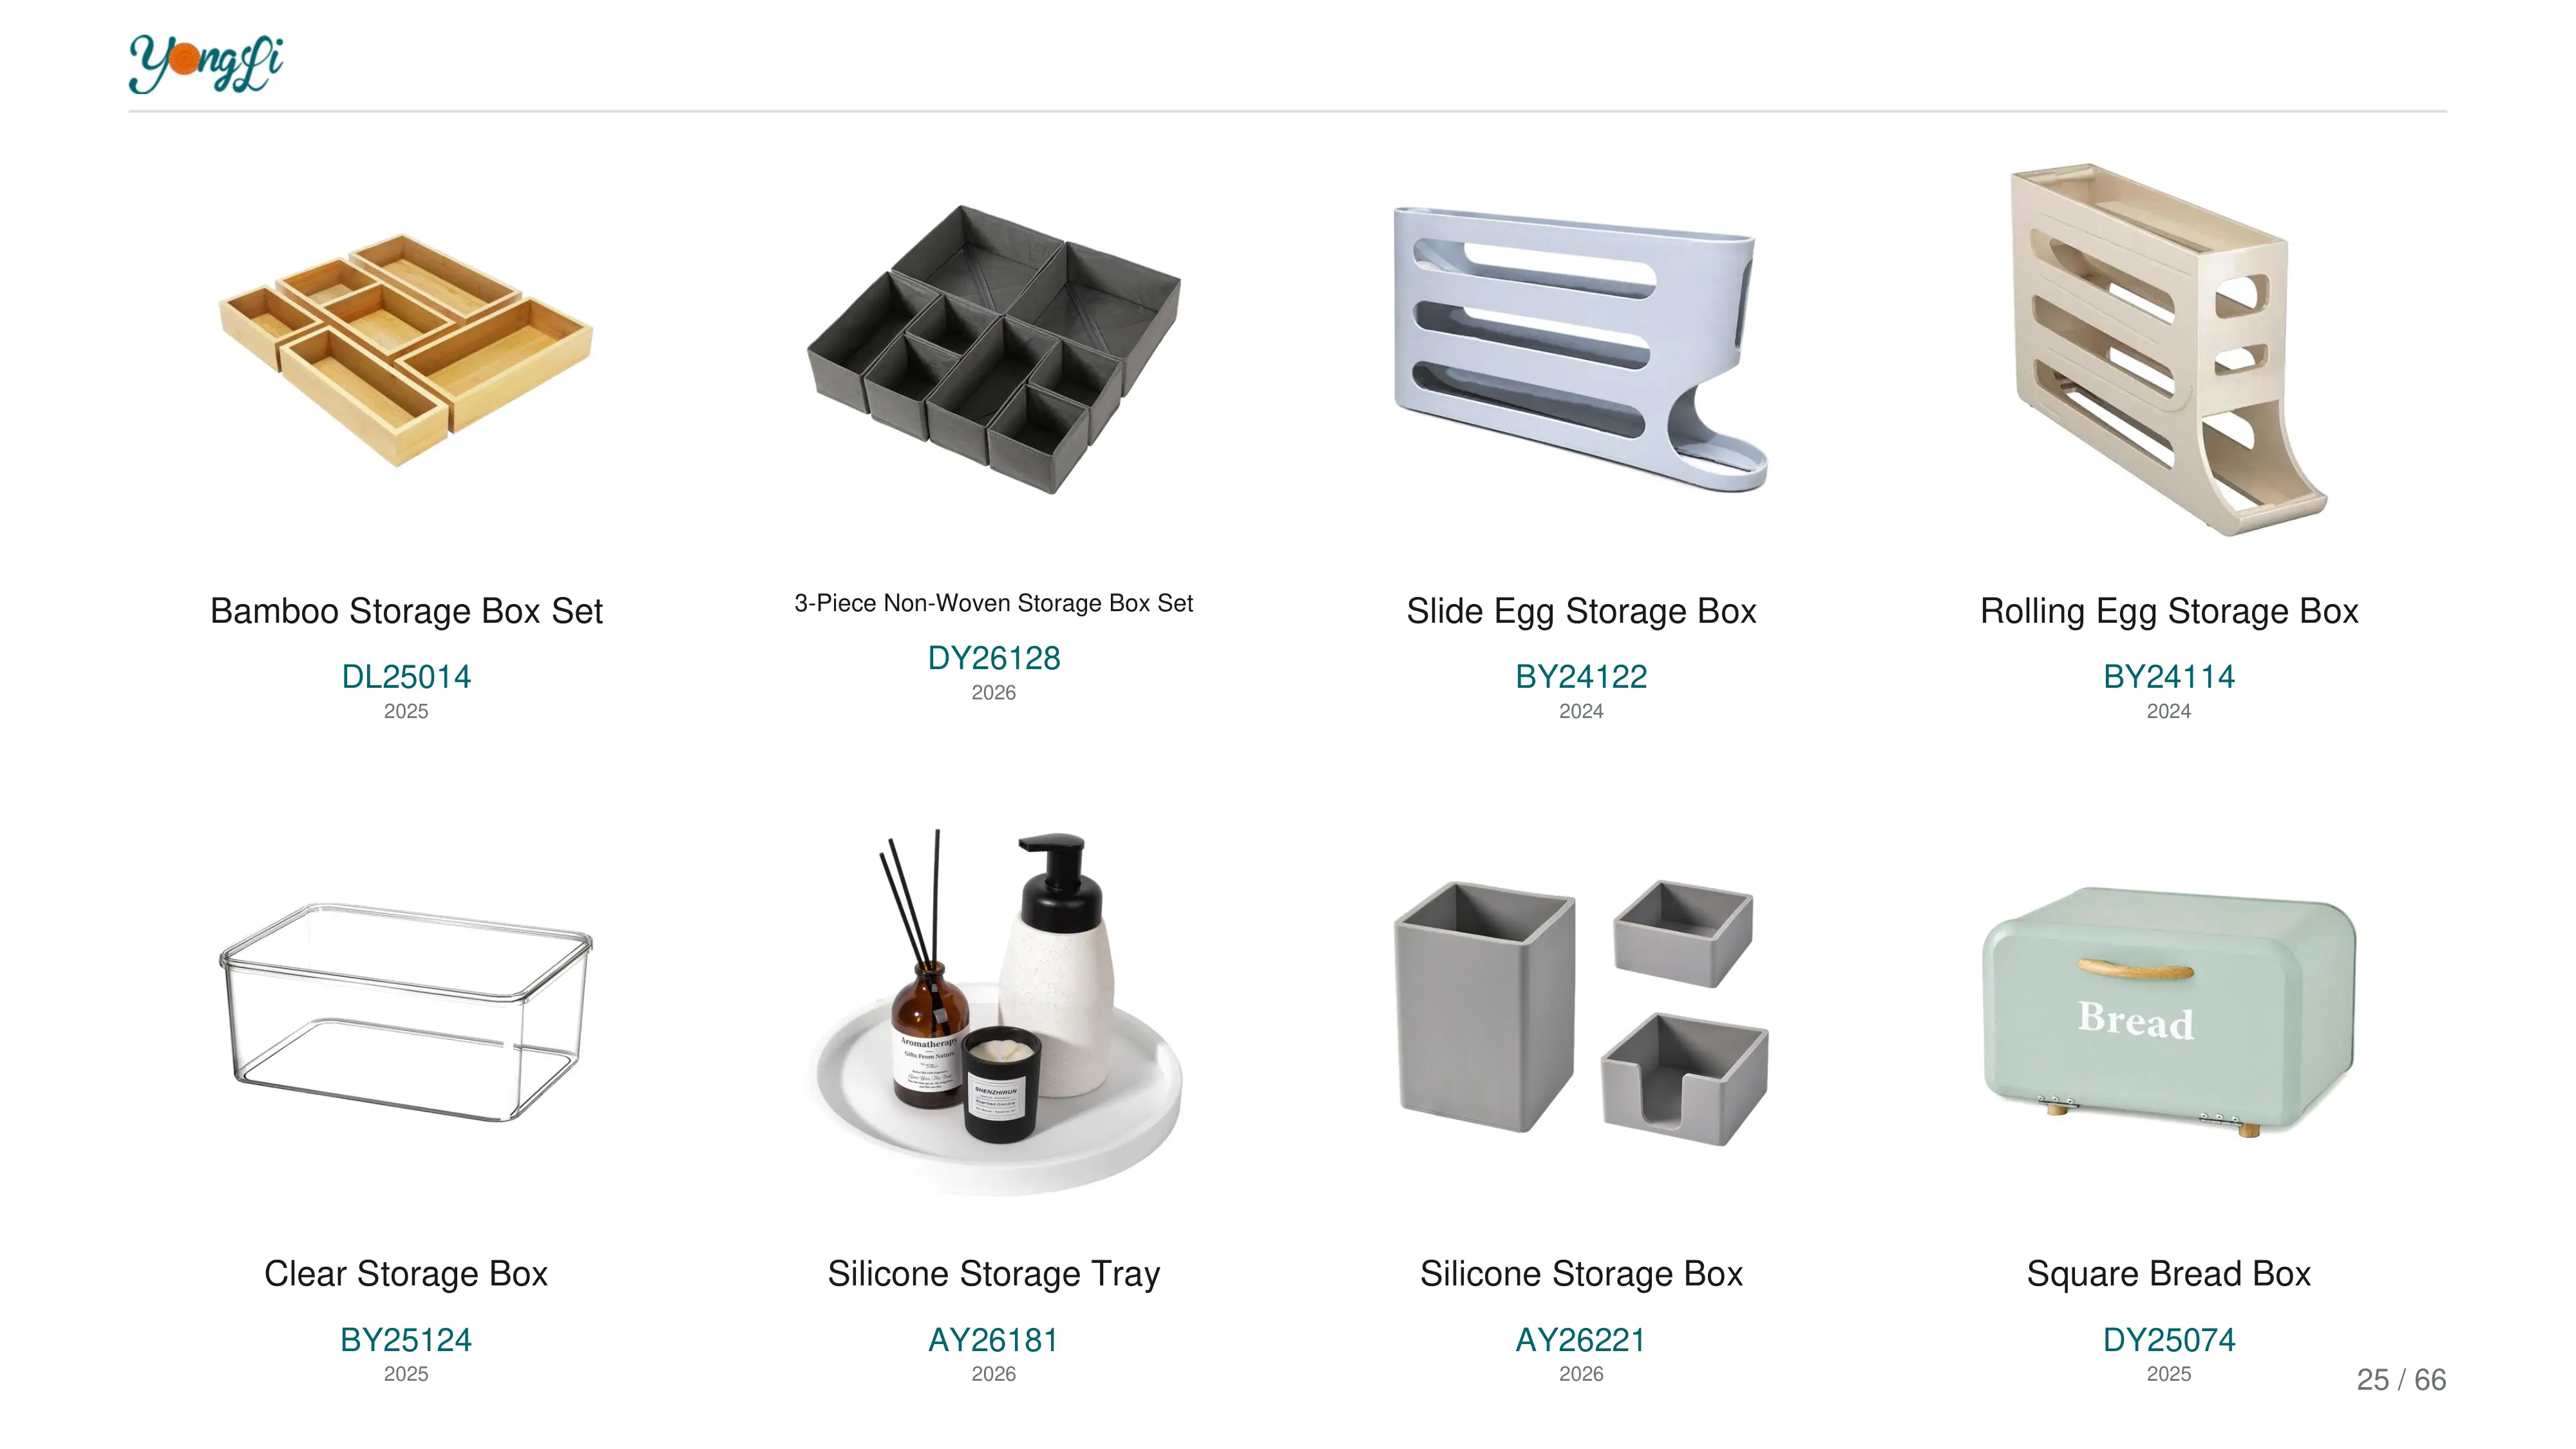 YongLi
Bamboo Storage Box Set
DL25014
2025
3-Piece Non-Woven Storage Box Set
DY26128
2026
Slide Egg Storage Box
BY24122
2024
Rolling Egg Storage Box
BY24114
2024
Aromatherapy
Gifts From Nature
SHENZHIRUN
Scented Candle
Bread
Clear Storage Box
BY25124
2025
Silicone Storage Tray
AY26181
2026
Silicone Storage Box
AY26221
2026
Square Bread Box
DY25074
2025
25 / 66